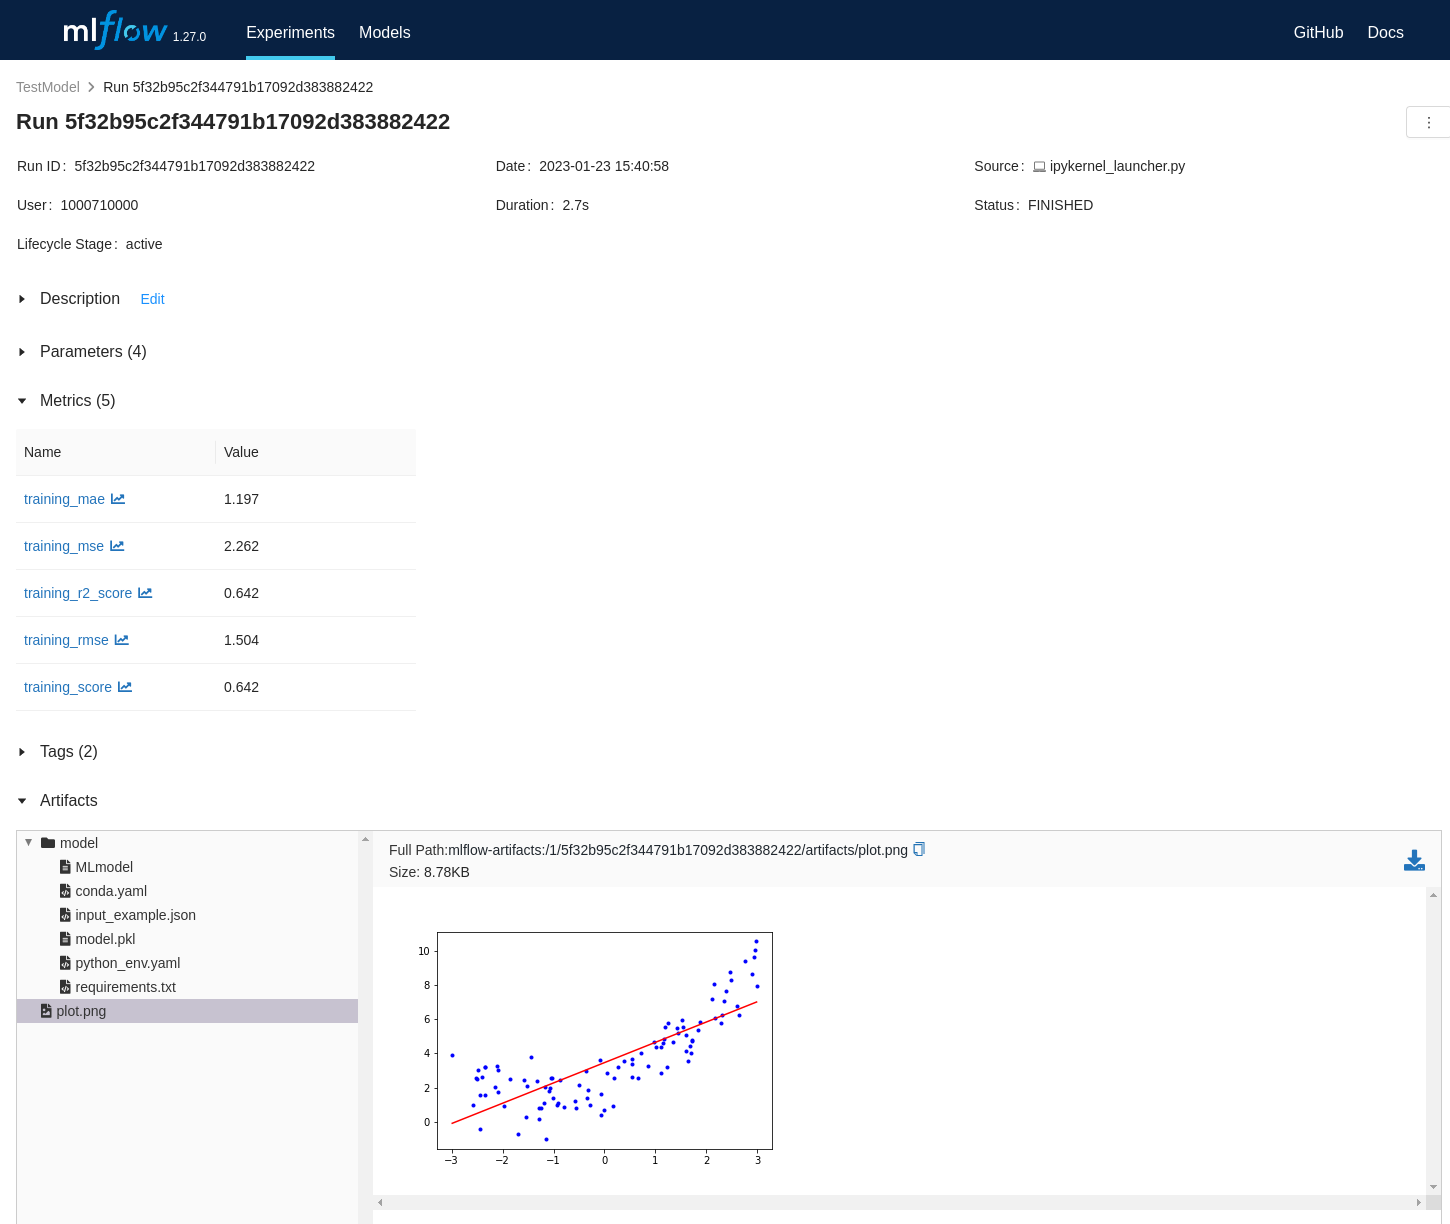 mlflow 1.27.0 Experiments Models GitHub Docs
TestModel > Run 5f32b95c2f344791b17092d383882422
Run 5f32b95c2f344791b17092d383882422
Run ID: 5f32b95c2f344791b17092d383882422 Date: 2023-01-23 15:40:58 Source: ipykernel_launcher.py
User: 1000710000 Duration: 2.7s Status: FINISHED
Lifecycle Stage: active
Description Edit
Parameters (4)
Metrics (5)
Name Value
training_mae 1.197
training_mse 2.262
training_r2_score 0.642
training_rmse 1.504
training_score 0.642
Tags (2)
Artifacts
model
MLmodel
conda.yaml
input_example.json
model.pkl
python_env.yaml
requirements.txt
plot.png
Full Path:mlflow-artifacts:/1/5f32b95c2f344791b17092d383882422/artifacts/plot.png
Size: 8.78KB
10
8
6
4
2
0
−3 −2 −1 0 1 2 3